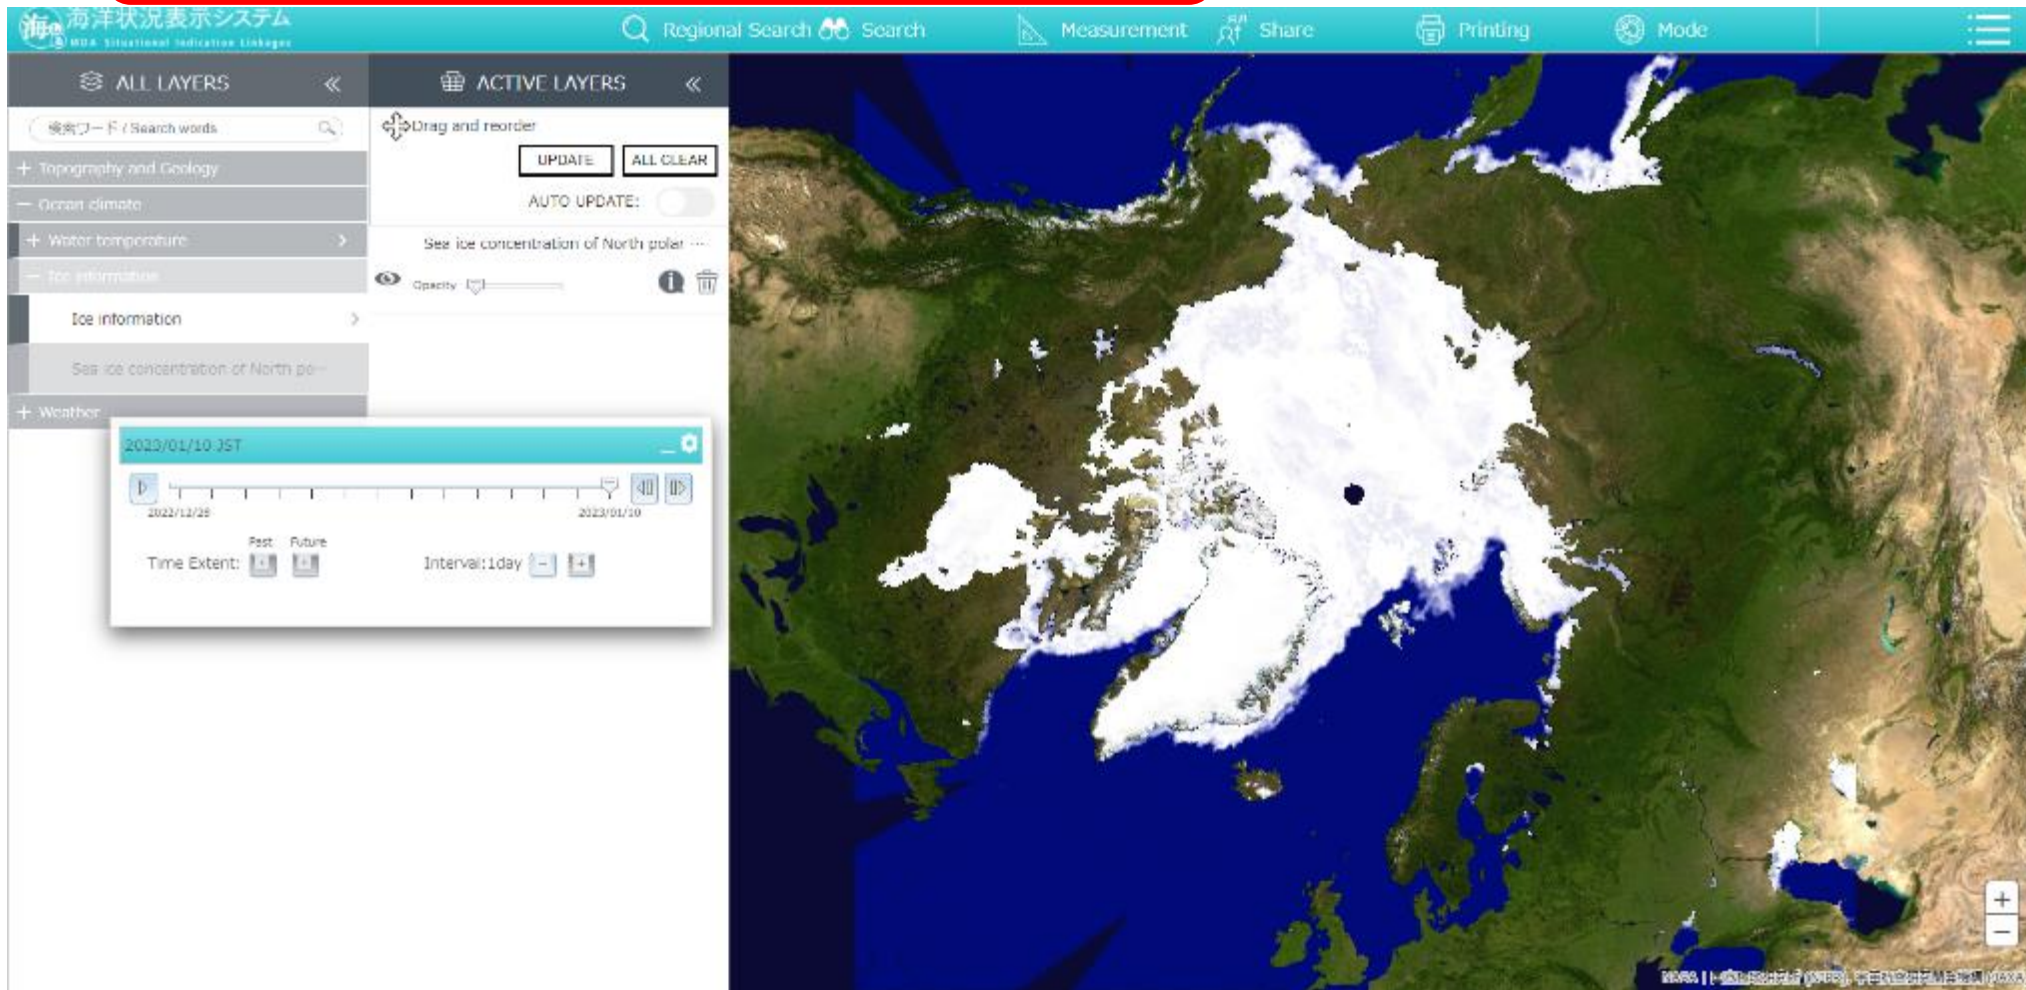 海洋状況表示システム
MDA Situational Indication Linkages
Regional Search
Search
Measurement
Share
Printing
Mode
ALL LAYERS
検索ワード / Search words
+ Topography and Geology
− Ocean climate
+ Water temperature
− Ice information
Ice information
Sea ice concentration of North po…
+ Weather
ACTIVE LAYERS
Drag and reorder
UPDATE
ALL CLEAR
AUTO UPDATE:
Sea ice concentration of North polar …
Opacity
2023/01/10 JST
2022/12/28
2023/01/10
Past Future
Time Extent:
Interval:1day